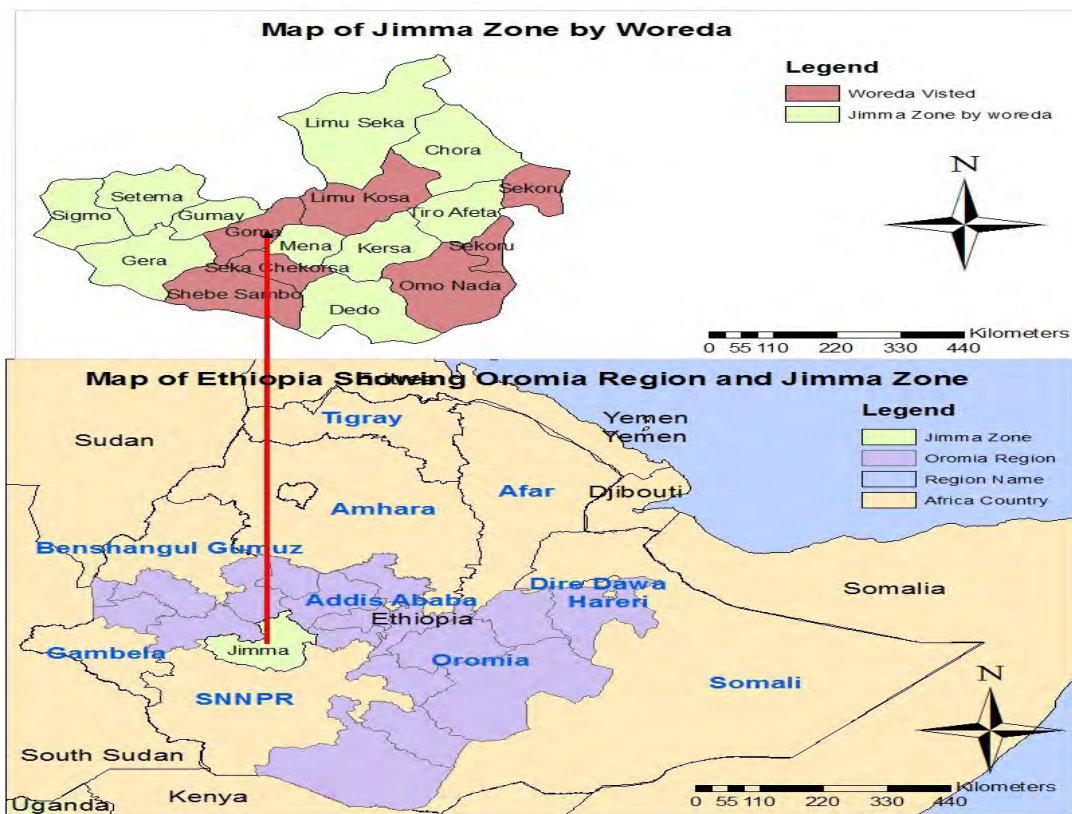 Map of Jimma Zone by Woreda
Legend
Woreda Visted
Jimma Zone by woreda
N
Limu Seka
Chora
Sekoru
Limu Kosa
Setema
Sigmo
Gumay
Tiro Afeta
Goma
Mena
Kersa
Sekoru
Gera
Seka Chekorsa
Omo Nada
Shebe Sambo
Dedo
Kilometers
0 55 110 220 330 440
Map of Ethiopia Showing Oromia Region and Jimma Zone
Eritrea
Legend
Jimma Zone
Oromia Region
Region Name
Africa Country
Tigray
Yemen
Yemen
Sudan
Afar
Djibouti
Amhara
Benshangul Gumuz
Dire Dawa
Hareri
Somalia
Addis Ababa
Ethiopia
Gambela
Jimma
Oromia
Somali
SNNPR
N
South Sudan
Kenya
Uganda
Kilometers
0 55 110 220 330 440